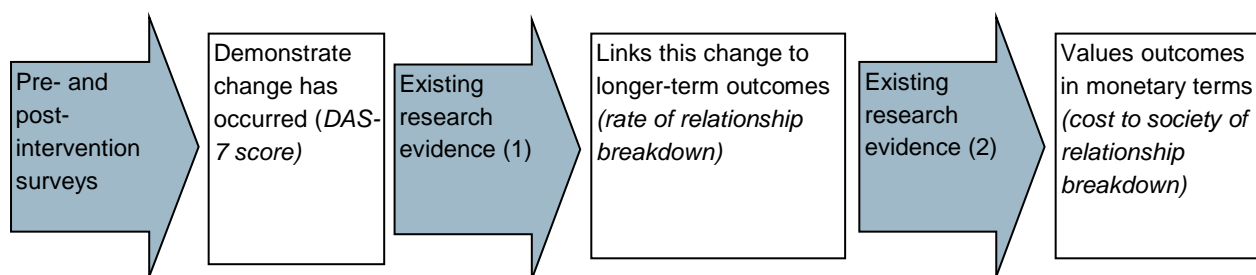 Pre- and
post-
intervention
surveys
Demonstrate
change has
occurred (DAS-
7 score)
Existing
research
evidence (1)
Links this change to
longer-term outcomes
(rate of relationship
breakdown)
Existing
research
evidence (2)
Values outcomes
in monetary terms
(cost to society of
relationship
breakdown)